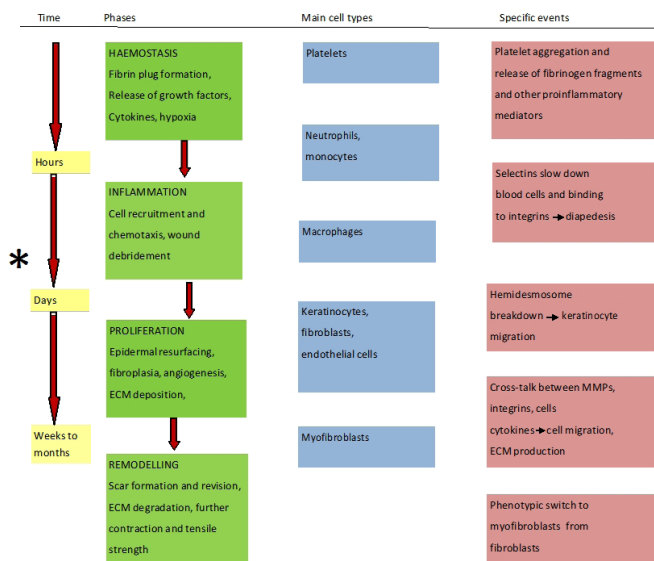 Time
Phases
Main cell types
Specific events
Hours
Days
Weeks to
months
*
HAEMOSTASIS
Fibrin plug formation,
Release of growth factors,
Cytokines, hypoxia
INFLAMMATION
Cell recruitment and
chemotaxis, wound
debridement
PROLIFERATION
Epidermal resurfacing,
fibroplasia, angiogenesis,
ECM deposition,
REMODELLING
Scar formation and revision,
ECM degradation, further
contraction and tensile
strength
Platelets
Neutrophils,
monocytes
Macrophages
Keratinocytes,
fibroblasts,
endothelial cells
Myofibroblasts
Platelet aggregation and
release of fibrinogen fragments
and other proinflammatory
mediators
Selectins slow down
blood cells and binding
to integrins → diapedesis
Hemidesmosome
breakdown → keratinocyte
migration
Cross-talk between MMPs,
integrins, cells
cytokines → cell migration,
ECM production
Phenotypic switch to
myofibroblasts from
fibroblasts